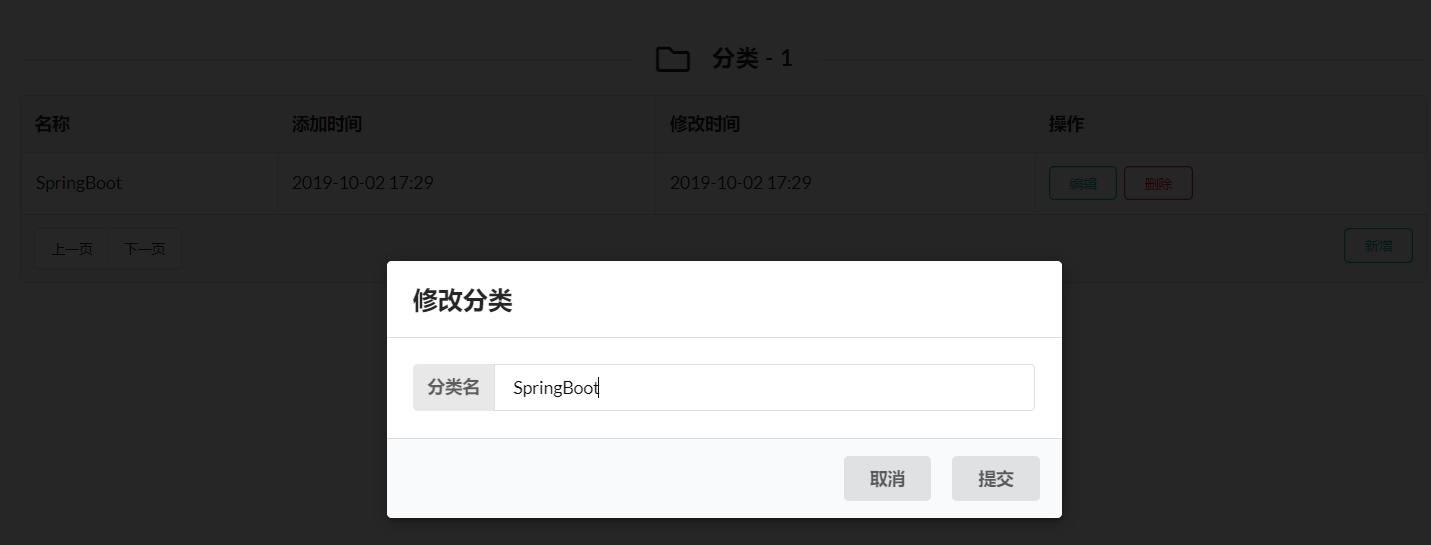 分类 - 1
名称 添加时间 修改时间 操作
SpringBoot 2019-10-02 17:29 2019-10-02 17:29 编辑 删除
上一页 下一页 新增
修改分类
分类名 SpringBoot
取消 提交